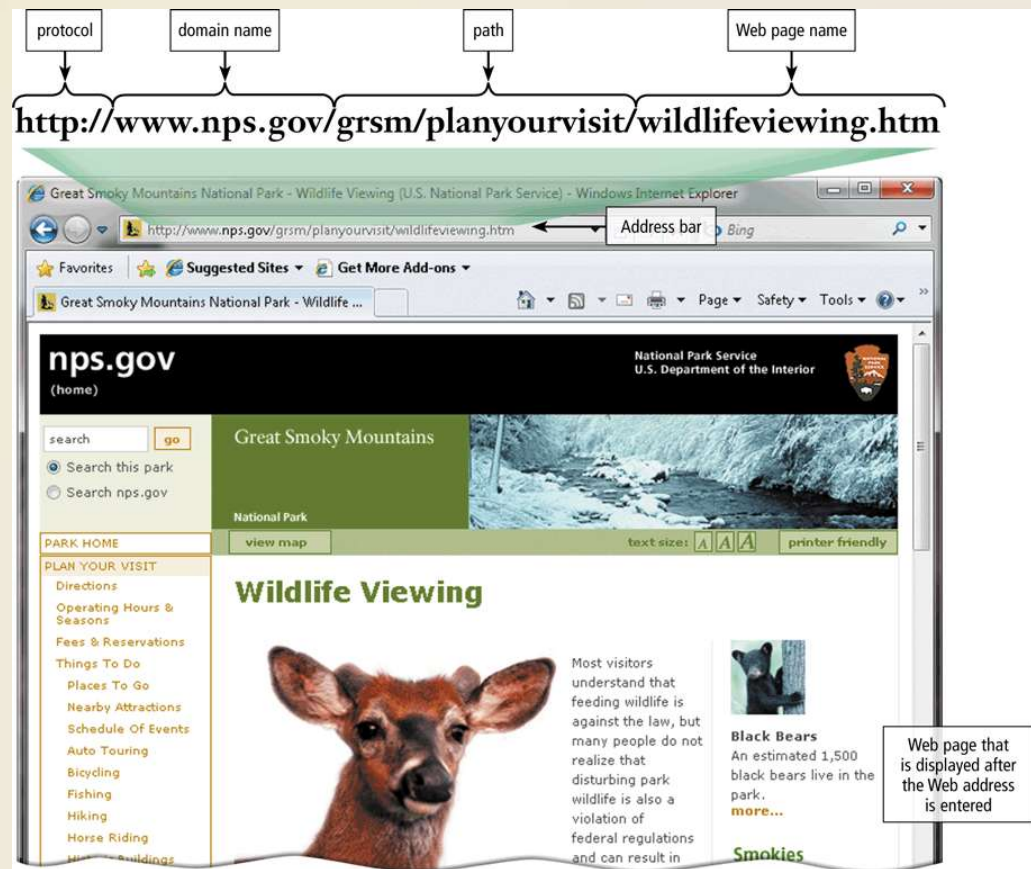 protocol
domain name
path
Web page name
http://www.nps.gov/grsm/planyourvisit/wildlifeviewing.htm
Great Smoky Mountains National Park - Wildlife Viewing (U.S. National Park Service) - Windows Internet Explorer
http://www.nps.gov/grsm/planyourvisit/wildlifeviewing.htm
Address bar
Bing
Favorites
Suggested Sites
Get More Add-ons
Great Smoky Mountains National Park - Wildlife ...
Page
Safety
Tools
nps.gov
(home)
National Park Service
U.S. Department of the Interior
search
go
Search this park
Search nps.gov
Great Smoky Mountains
National Park
PARK HOME
view map
text size: A A A
printer friendly
PLAN YOUR VISIT
Directions
Operating Hours &
Seasons
Fees & Reservations
Things To Do
Places To Go
Nearby Attractions
Schedule Of Events
Auto Touring
Bicycling
Fishing
Hiking
Horse Riding
Wildlife Viewing
Most visitors
understand that
feeding wildlife is
against the law, but
many people do not
realize that
disturbing park
wildlife is also a
violation of
federal regulations
and can result in
Black Bears
An estimated 1,500
black bears live in the
park.
more...
Smokies
Web page that
is displayed after
the Web address
is entered